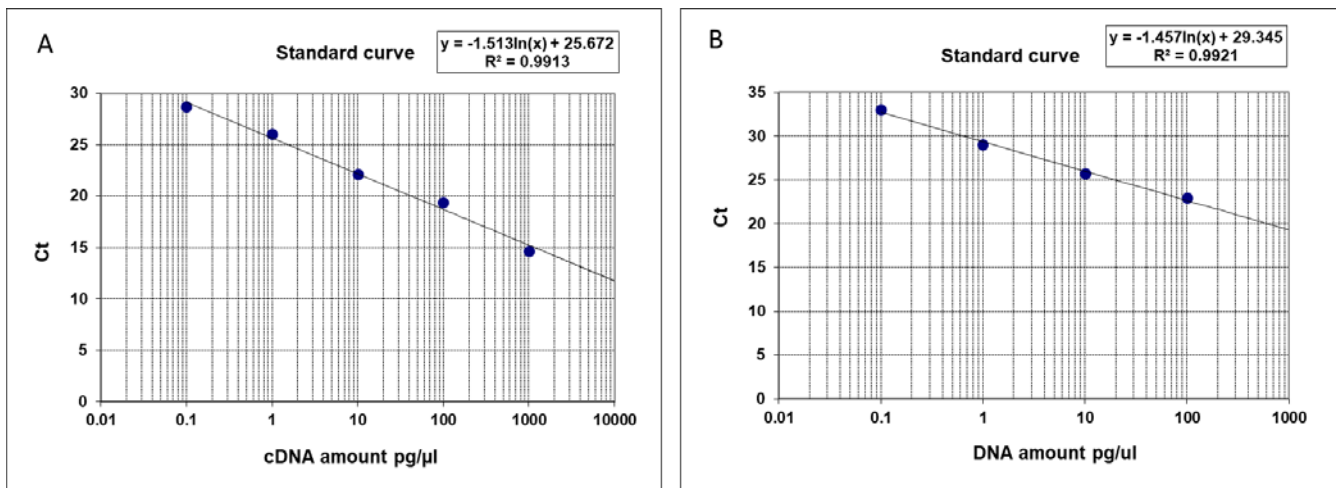 A
Standard curve
y = -1.513ln(x) + 25.672
R² = 0.9913
30
25
20
15
10
5
0
Ct
0.01 0.1 1 10 100 1000 10000
cDNA amount pg/µl
B
Standard curve
y = -1.457ln(x) + 29.345
R² = 0.9921
35
30
25
20
15
10
5
0
Ct
0.01 0.1 1 10 100 1000
DNA amount pg/ul